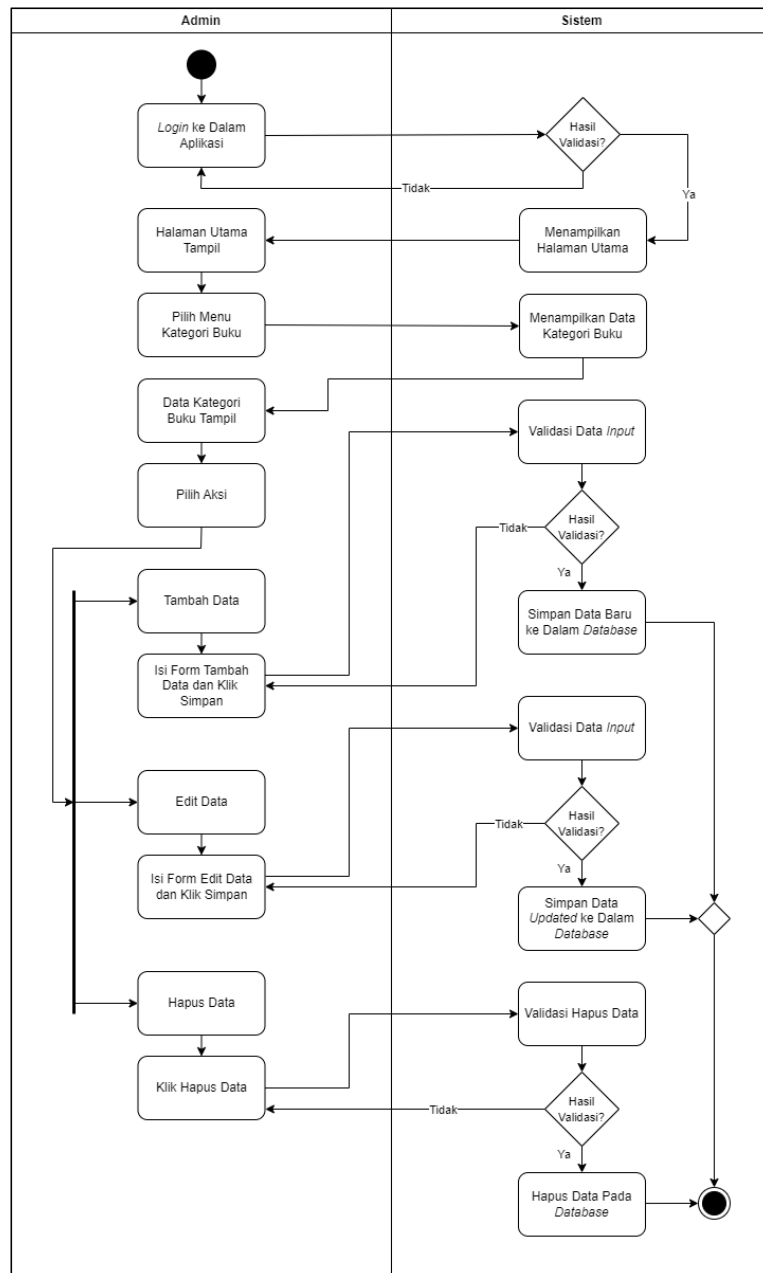 Admin
Sistem
Login ke Dalam
Aplikasi
Hasil
Validasi?
Tidak
Ya
Halaman Utama
Tampil
Menampilkan
Halaman Utama
Pilih Menu
Kategori Buku
Menampilkan Data
Kategori Buku
Data Kategori
Buku Tampil
Validasi Data Input
Pilih Aksi
Tidak
Hasil
Validasi?
Ya
Tambah Data
Simpan Data Baru
ke Dalam Database
Isi Form Tambah
Data dan Klik
Simpan
Validasi Data Input
Edit Data
Tidak
Hasil
Validasi?
Ya
Isi Form Edit Data
dan Klik Simpan
Simpan Data
Updated ke Dalam
Database
Hapus Data
Validasi Hapus Data
Klik Hapus Data
Tidak
Hasil
Validasi?
Ya
Hapus Data Pada
Database